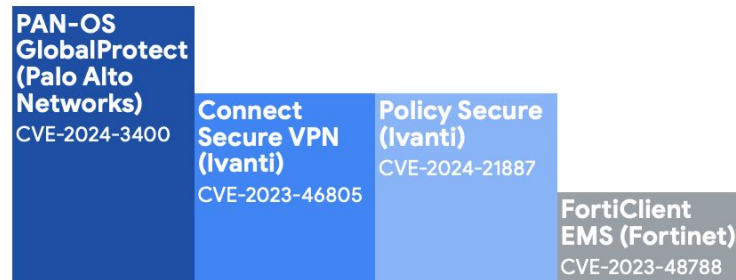 PAN-OS
GlobalProtect
(Palo Alto
Networks)
CVE-2024-3400
Connect
Secure VPN
(Ivanti)
CVE-2023-46805
Policy Secure
(Ivanti)
CVE-2024-21887
FortiClient
EMS (Fortinet)
CVE-2023-48788